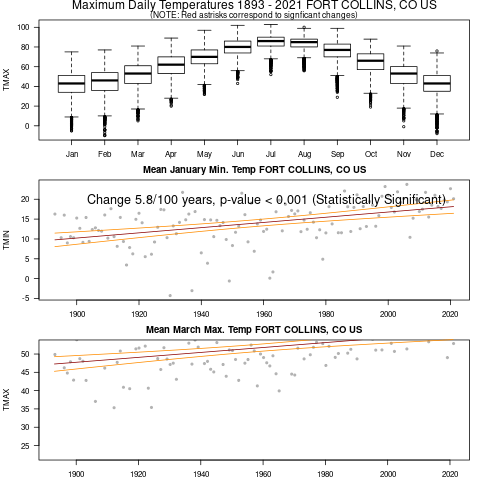 Maximum Daily Temperatures 1893 - 2021 FORT COLLINS, CO US
(NOTE: Red astriks correspond to signficant changes)
TMAX
100
80
60
40
20
0
Jan Feb Mar Apr May Jun Jul Aug Sep Oct Nov Dec
Mean January Min. Temp FORT COLLINS, CO US
Change 5.8/100 years, p-value < 0,001 (Statistically Significant)
TMIN
20
15
10
5
0
-5
1900 1920 1940 1960 1980 2000 2020
Mean March Max. Temp FORT COLLINS, CO US
TMAX
50
45
40
35
30
25
1900 1920 1940 1960 1980 2000 2020